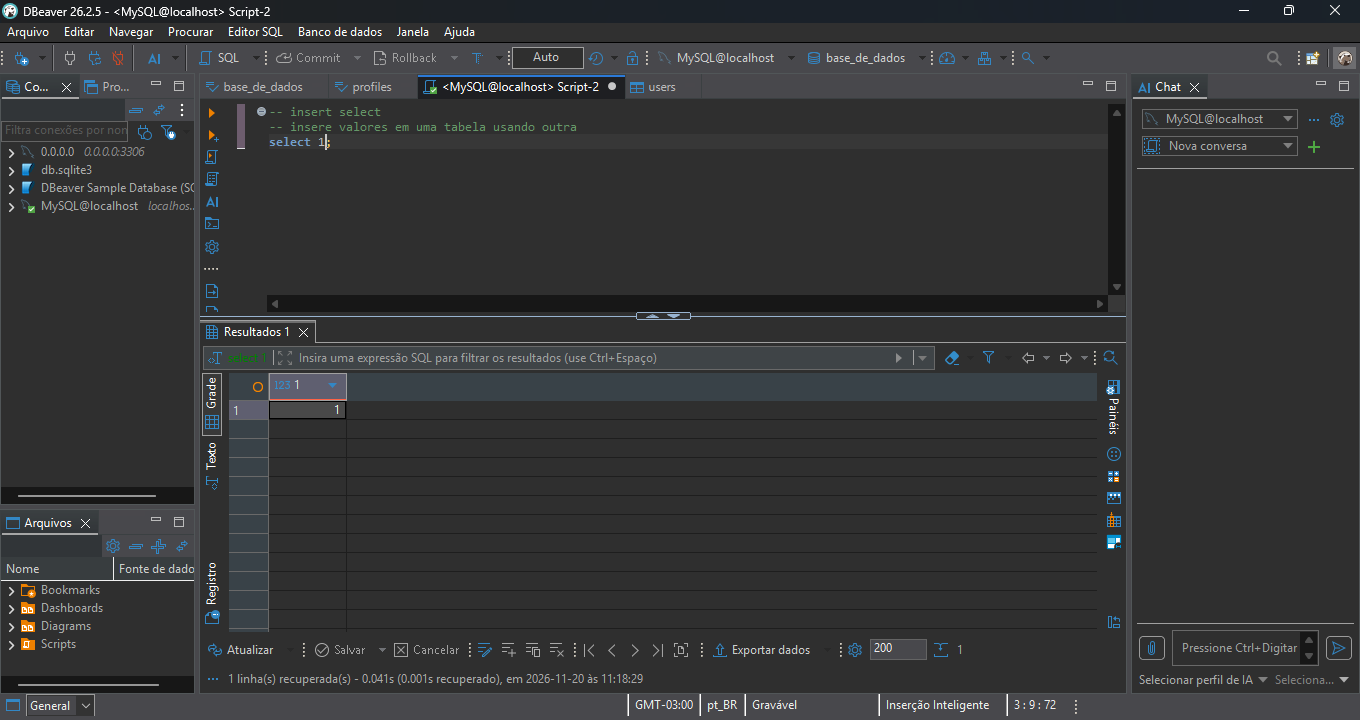 DBeaver 26.2.5 - <MySQL@localhost> Script-2
Arquivo Editar Navegar Procurar Editor SQL Banco de dados Janela Ajuda
AI SQL Commit Rollback T Auto MySQL@localhost base_de_dados
Co... Pro...
base_de_dados profiles <MySQL@localhost> Script-2 users
AI Chat
Filtra conexões por nom
0.0.0.0 0.0.0.0:3306
db.sqlite3
DBeaver Sample Database (SQ
MySQL@localhost localhos...
-- insert select
-- insere valores em uma tabela usando outra
select 1;
AI
MySQL@localhost
Nova conversa
Resultados 1
select 1 Insira uma expressão SQL para filtrar os resultados (use Ctrl+Espaço)
Grade
Texto
Registro
123 1
1 1
Painéis
Arquivos
Nome Fonte de dado
Bookmarks
Dashboards
Diagrams
Scripts
Atualizar Salvar Cancelar Exportar dados 200 1
1 linha(s) recuperada(s) - 0.041s (0.001s recuperado), em 2026-11-20 às 11:18:29
Pressione Ctrl+Digitar
Selecionar perfil de IA Seleciona...
General
GMT-03:00 pt_BR Gravável Inserção Inteligente 3 : 9 : 72